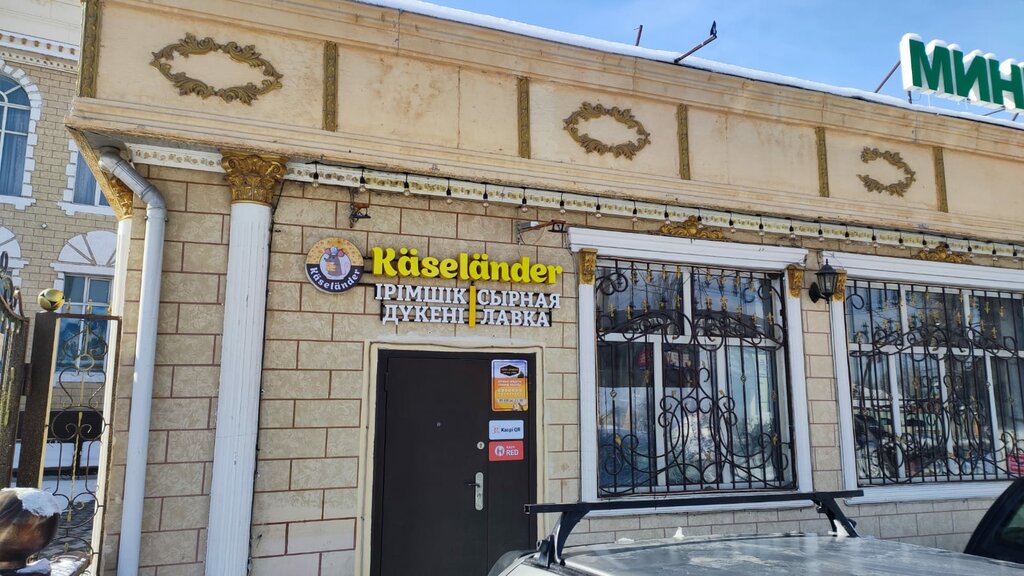 МИН
Käseländer
käseländer
ІРІМШІК СЫРНАЯ
ДҮКЕНІ ЛАВКА
Kaspi QR
RED